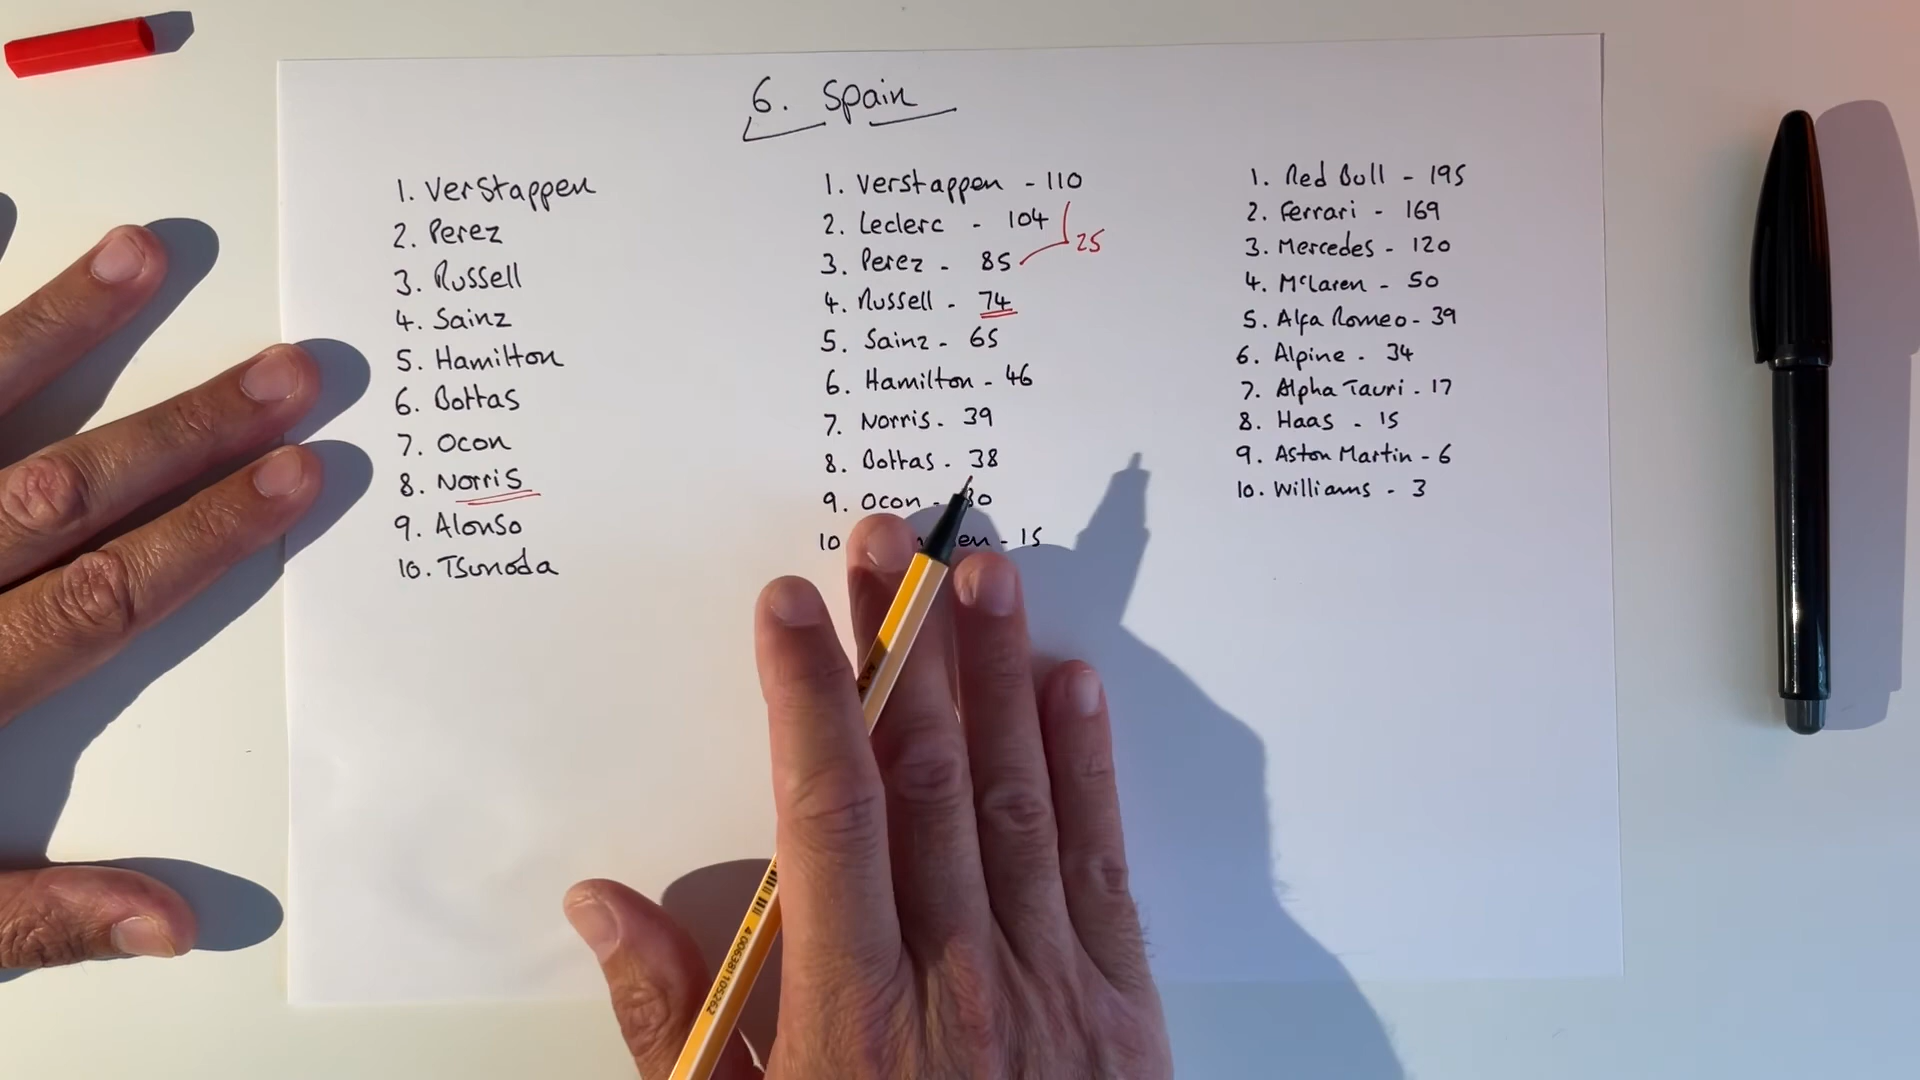 6. Spain
1. Verstappen
2. Perez
3. Russell
4. Sainz
5. Hamilton
6. Bottas
7. Ocon
8. Norris
9. Alonso
10. Tsunoda
1. Verstappen - 110
2. Leclerc - 104
25
3. Perez - 85
4. Russell - 74
5. Sainz - 65
6. Hamilton - 46
7. Norris - 39
8. Bottas - 38
9. Ocon - 30
10 - 15
1. Red Bull - 195
2. Ferrari - 169
3. Mercedes - 120
4. McLaren - 50
5. Alfa Romeo - 39
6. Alpine - 34
7. Alpha Tauri - 17
8. Haas - 15
9. Aston Martin - 6
10. Williams - 3
4 006381 105262